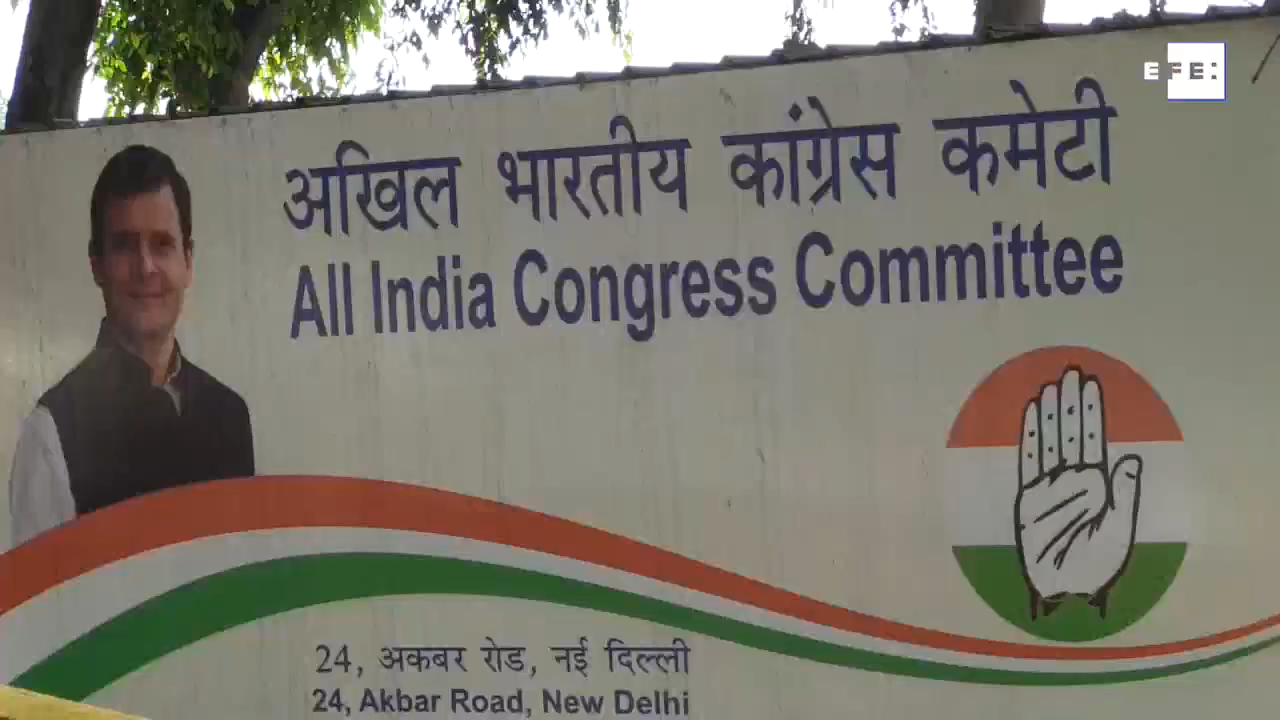 EFE:
अखिल भारतीय कांग्रेस कमेटी
All India Congress Committee
24, अकबर रोड, नई दिल्ली
24, Akbar Road, New Delhi